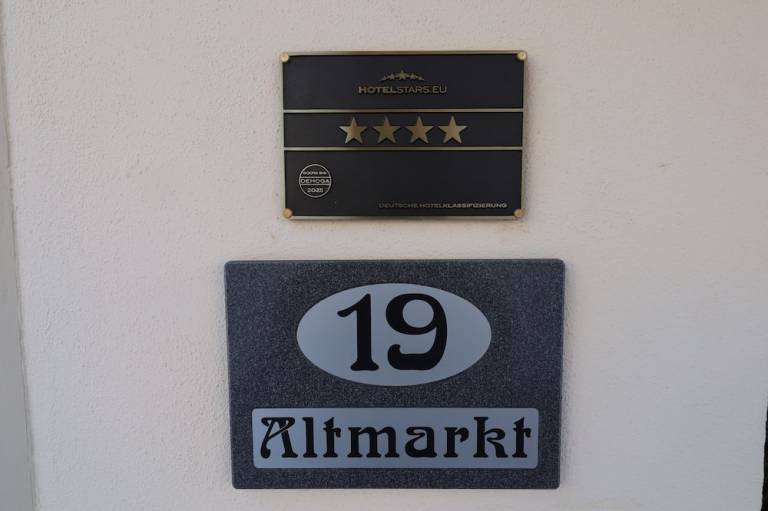 HOTELSTARS.EU
DEHOGA
2025
DEUTSCHE HOTELKLASSIFIZIERUNG
19
Altmarkt